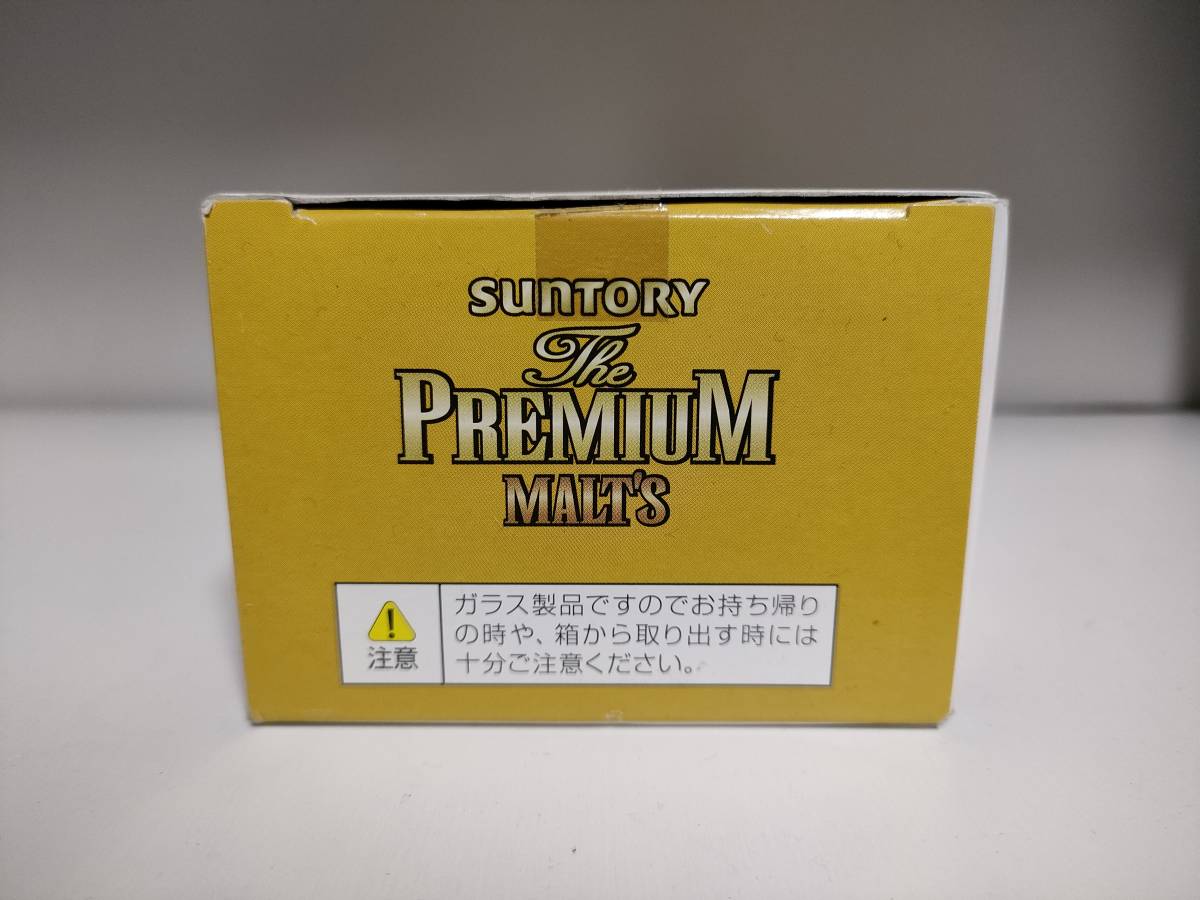 SUNTORY
The
PREMIUM
MALT'S
注意
ガラス製品ですのでお持ち帰り
の時や、箱から取り出す時には
十分ご注意ください。